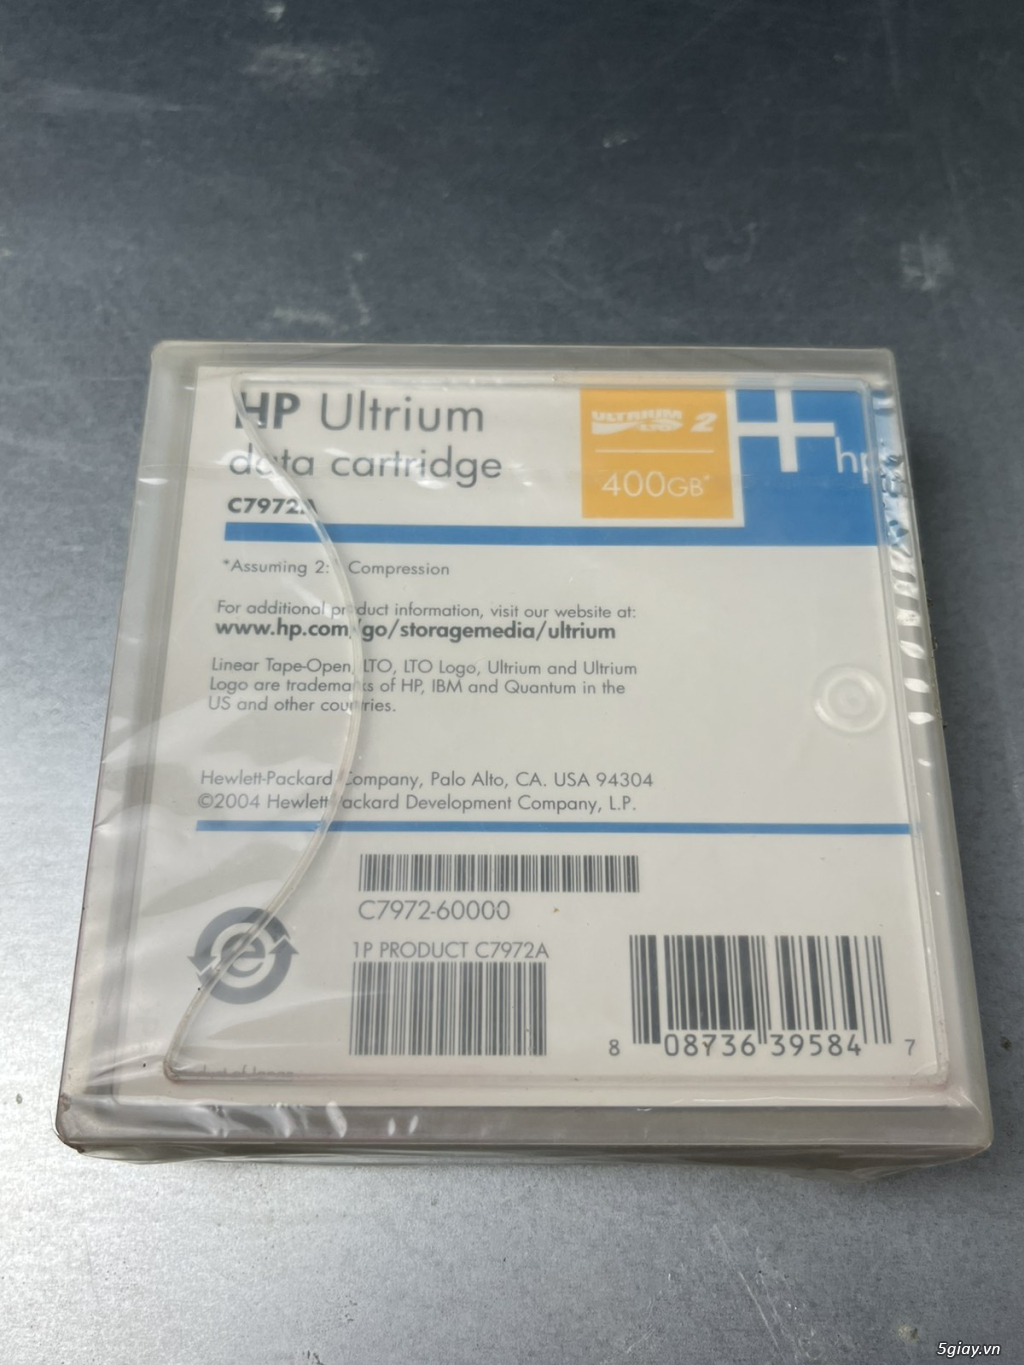 HP Ultrium
data cartridge
C7972A
ULTRIUM LTO 2
400GB*
hp
*Assuming 2: Compression
For additional product information, visit our website at:
www.hp.com/go/storagemedia/ultrium
Linear Tape-Open, LTO, LTO Logo, Ultrium and Ultrium
Logo are trademarks of HP, IBM and Quantum in the
US and other countries.
Hewlett-Packard Company, Palo Alto, CA. USA 94304
©2004 Hewlett-Packard Development Company, L.P.
C7972-60000
1P PRODUCT C7972A
8 08736 39584 7
5giay.vn